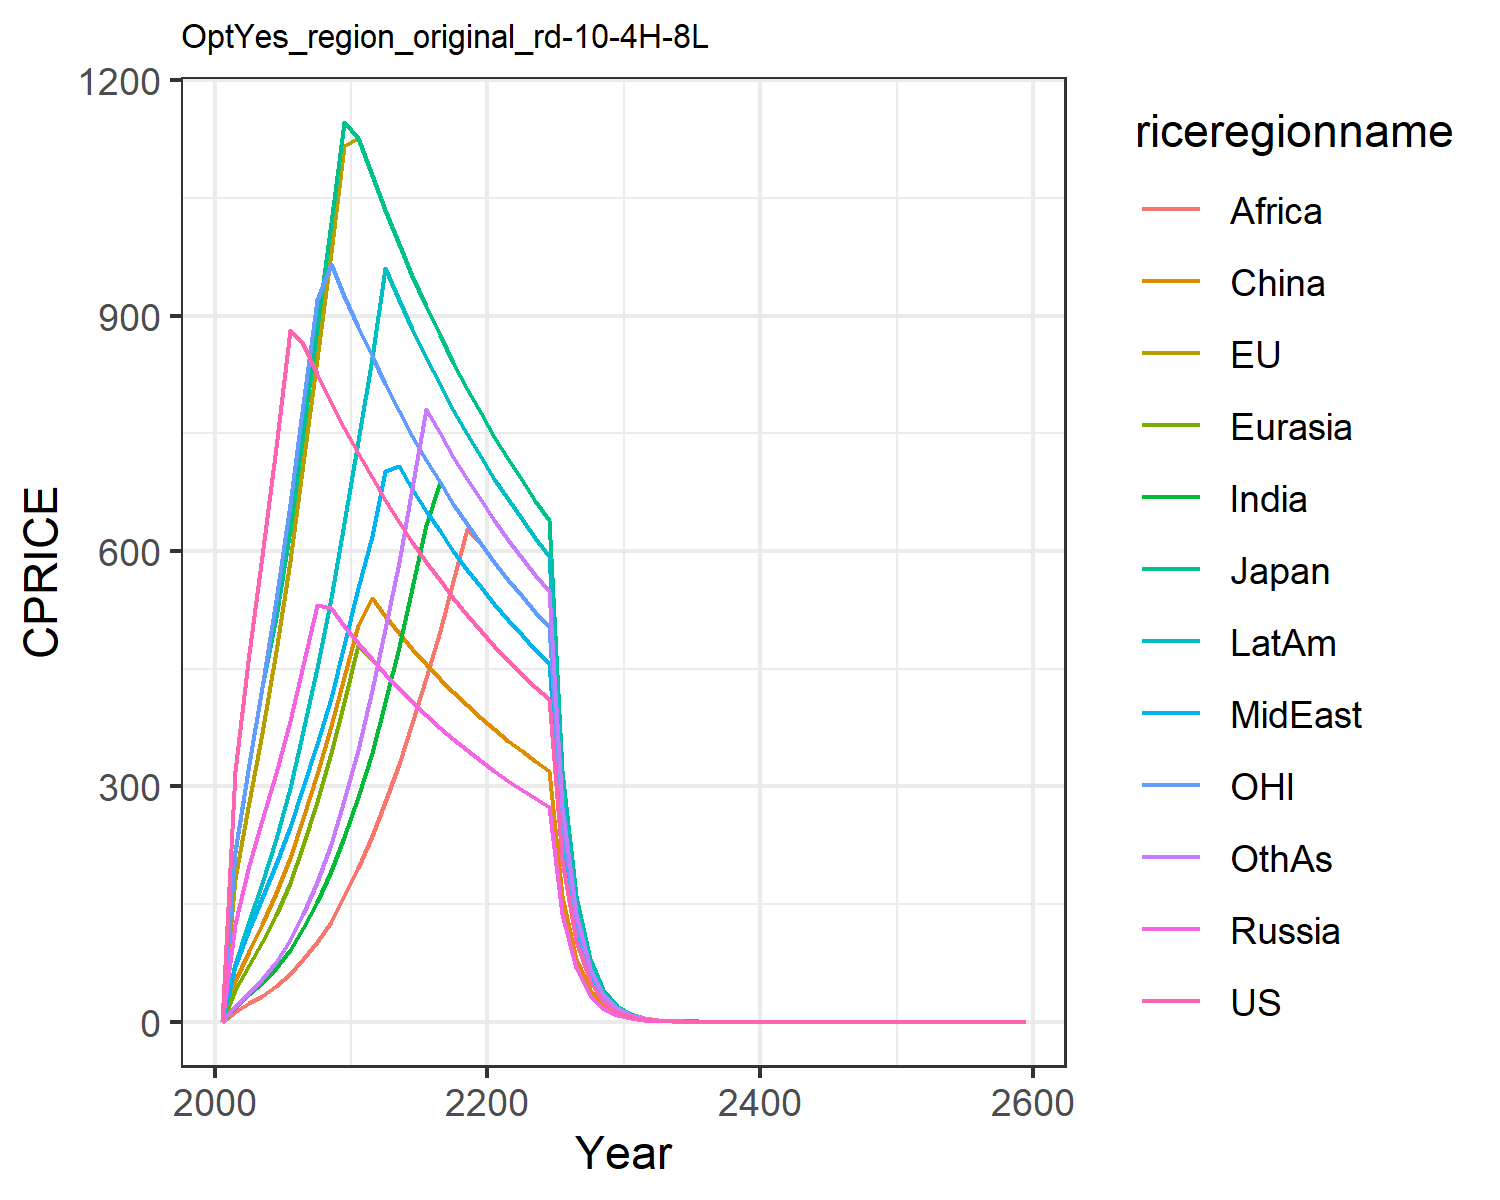 OptYes_region_original_rd-10-4H-8L
1200
900
600
300
0
CPRICE
2000 2200 2400 2600
Year
riceregionname
Africa
China
EU
Eurasia
India
Japan
LatAm
MidEast
OHI
OthAs
Russia
US